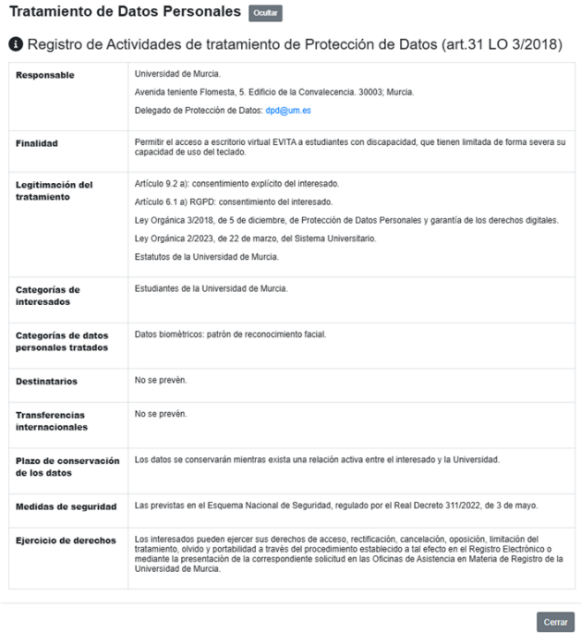 Tratamiento de Datos Personales Ocultar
Registro de Actividades de tratamiento de Protección de Datos (art.31 LO 3/2018)
Responsable
Universidad de Murcia.
Avenida teniente Flomesta, 5. Edificio de la Convalecencia. 30003; Murcia.
Delegado de Protección de Datos: dpd@um.es
Finalidad
Permitir el acceso a escritorio virtual EVITA a estudiantes con discapacidad, que tienen limitada de forma severa su
capacidad de uso del teclado.
Legitimación del
tratamiento
Artículo 9.2 a): consentimiento explícito del interesado.
Artículo 6.1 a) RGPD: consentimiento del interesado.
Ley Orgánica 3/2018, de 5 de diciembre, de Protección de Datos Personales y garantía de los derechos digitales.
Ley Orgánica 2/2023, de 22 de marzo, del Sistema Universitario.
Estatutos de la Universidad de Murcia.
Categorías de
interesados
Estudiantes de la Universidad de Murcia.
Categorías de datos
personales tratados
Datos biométricos: patrón de reconocimiento facial.
Destinatarios
No se prevén.
Transferencias
internacionales
No se prevén.
Plazo de conservación
de los datos
Los datos se conservarán mientras exista una relación activa entre el interesado y la Universidad.
Medidas de seguridad
Las previstas en el Esquema Nacional de Seguridad, regulado por el Real Decreto 311/2022, de 3 de mayo.
Ejercicio de derechos
Los interesados pueden ejercer sus derechos de acceso, rectificación, cancelación, oposición, limitación del
tratamiento, olvido y portabilidad a través del procedimiento establecido a tal efecto en el Registro Electrónico o
mediante la presentación de la correspondiente solicitud en las Oficinas de Asistencia en Materia de Registro de la
Universidad de Murcia.
Cerrar